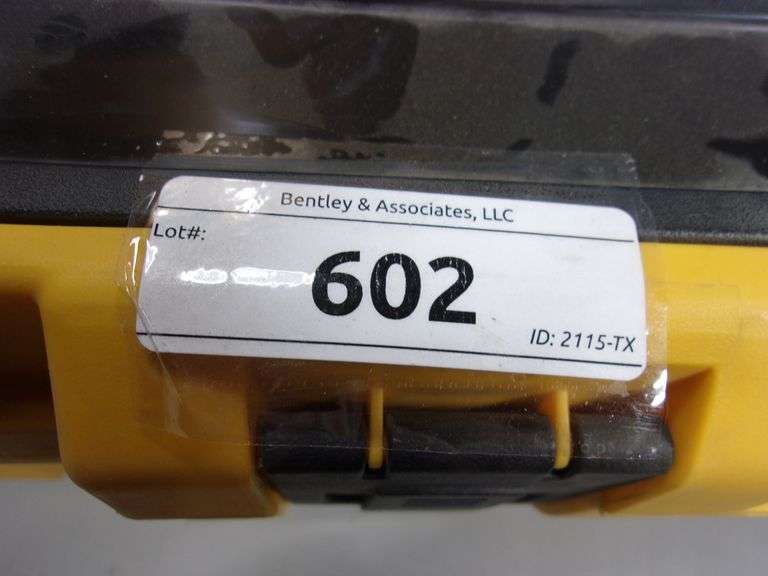 Bentley & Associates, LLC
Lot#:
602
ID: 2115-TX